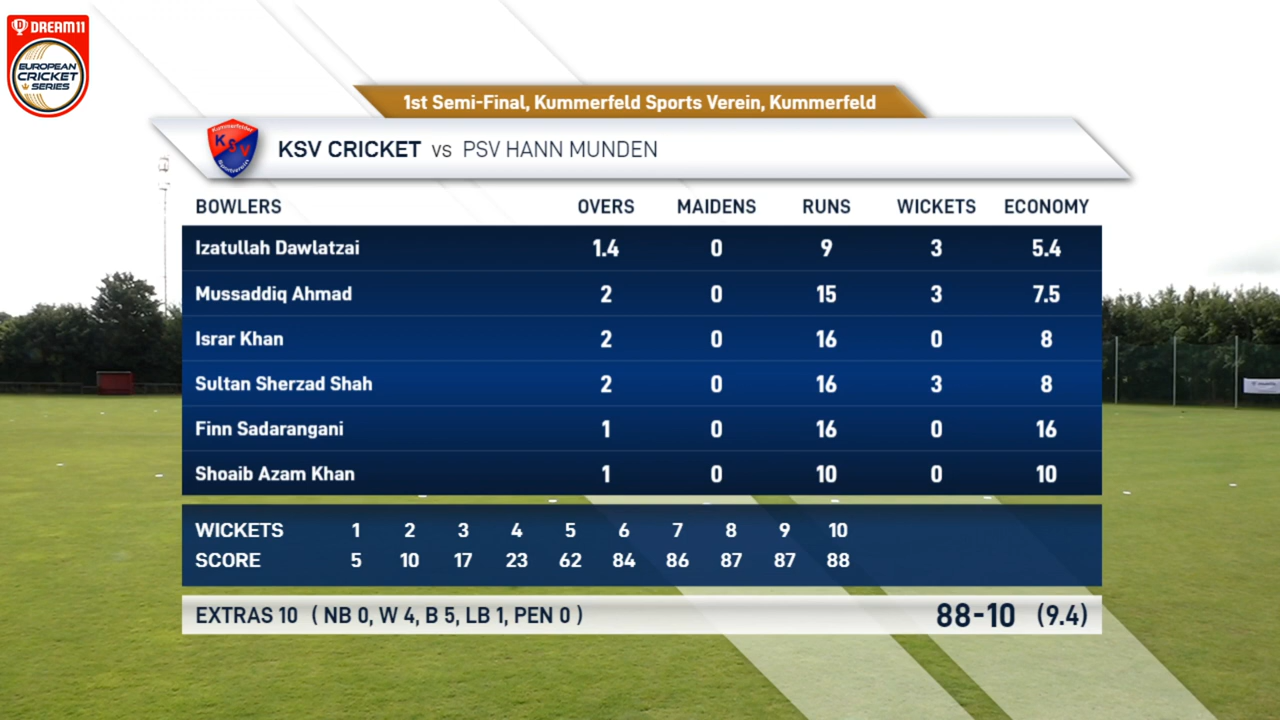 DREAM11
EUROPEAN
CRICKET
SERIES
1st Semi-Final, Kummerfeld Sports Verein, Kummerfeld
Kummerfelder
KSV
Sportverein
KSV CRICKET vs PSV HANN MUNDEN
BOWLERS OVERS MAIDENS RUNS WICKETS ECONOMY
Izatullah Dawlatzai 1.4 0 9 3 5.4
Mussaddiq Ahmad 2 0 15 3 7.5
Israr Khan 2 0 16 0 8
Sultan Sherzad Shah 2 0 16 3 8
Finn Sadarangani 1 0 16 0 16
Shoaib Azam Khan 1 0 10 0 10
WICKETS 1 2 3 4 5 6 7 8 9 10
SCORE 5 10 17 23 62 84 86 87 87 88
EXTRAS 10 ( NB 0, W 4, B 5, LB 1, PEN 0 ) 88-10 (9.4)